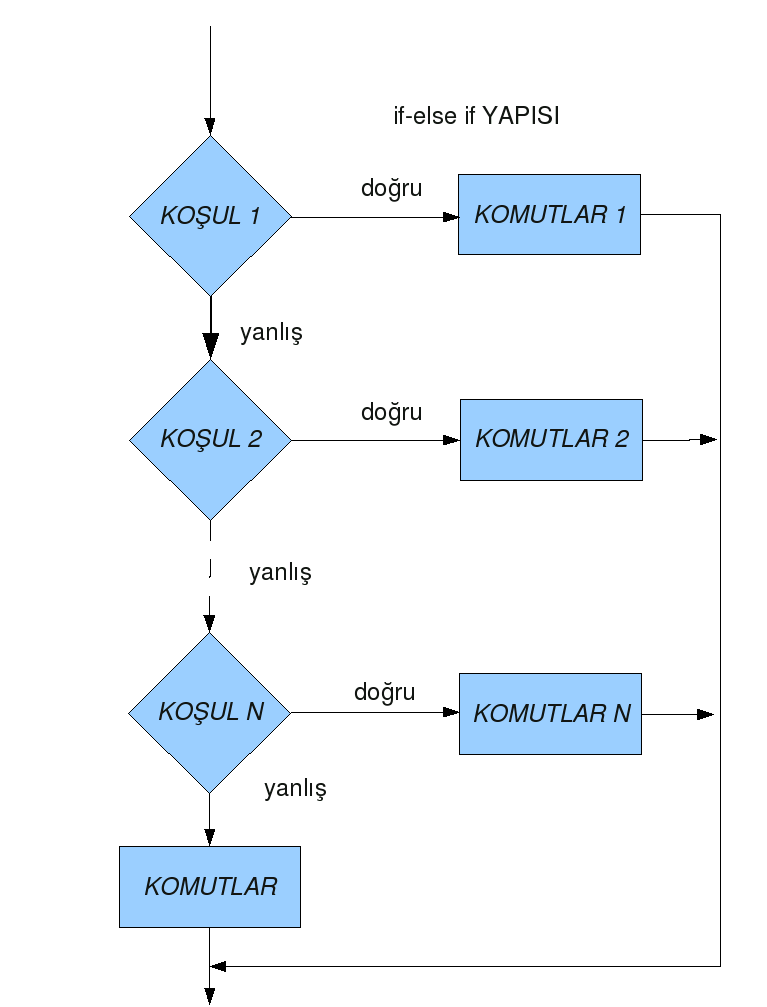 if-else if YAPISI
KOŞUL 1
doğru
KOMUTLAR 1
yanlış
KOŞUL 2
doğru
KOMUTLAR 2
yanlış
KOŞUL N
doğru
KOMUTLAR N
yanlış
KOMUTLAR